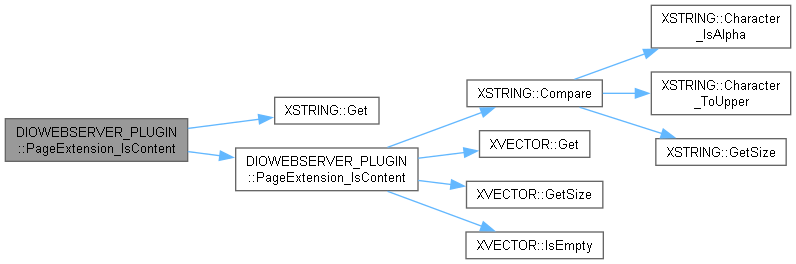 DIOWEBSERVER_PLUGIN
::PageExtension_IsContent
XSTRING::Get
DIOWEBSERVER_PLUGIN
::PageExtension_IsContent
XSTRING::Compare
XVECTOR::Get
XVECTOR::GetSize
XVECTOR::IsEmpty
XSTRING::Character
_IsAlpha
XSTRING::Character
_ToUpper
XSTRING::GetSize